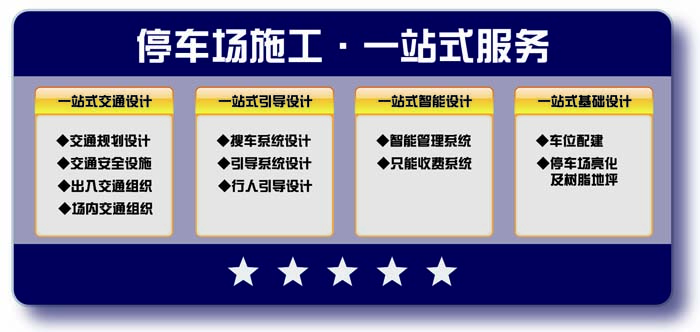 停车场施工·一站式服务
一站式交通设计
◆交通规划设计
◆交通安全设施
◆出入交通组织
◆场内交通组织
一站式引导设计
◆搜车系统设计
◆引导系统设计
◆行人引导设计
一站式智能设计
◆智能管理系统
◆只能收费系统
一站式基础设计
◆车位配建
◆停车场亮化
及树脂地坪